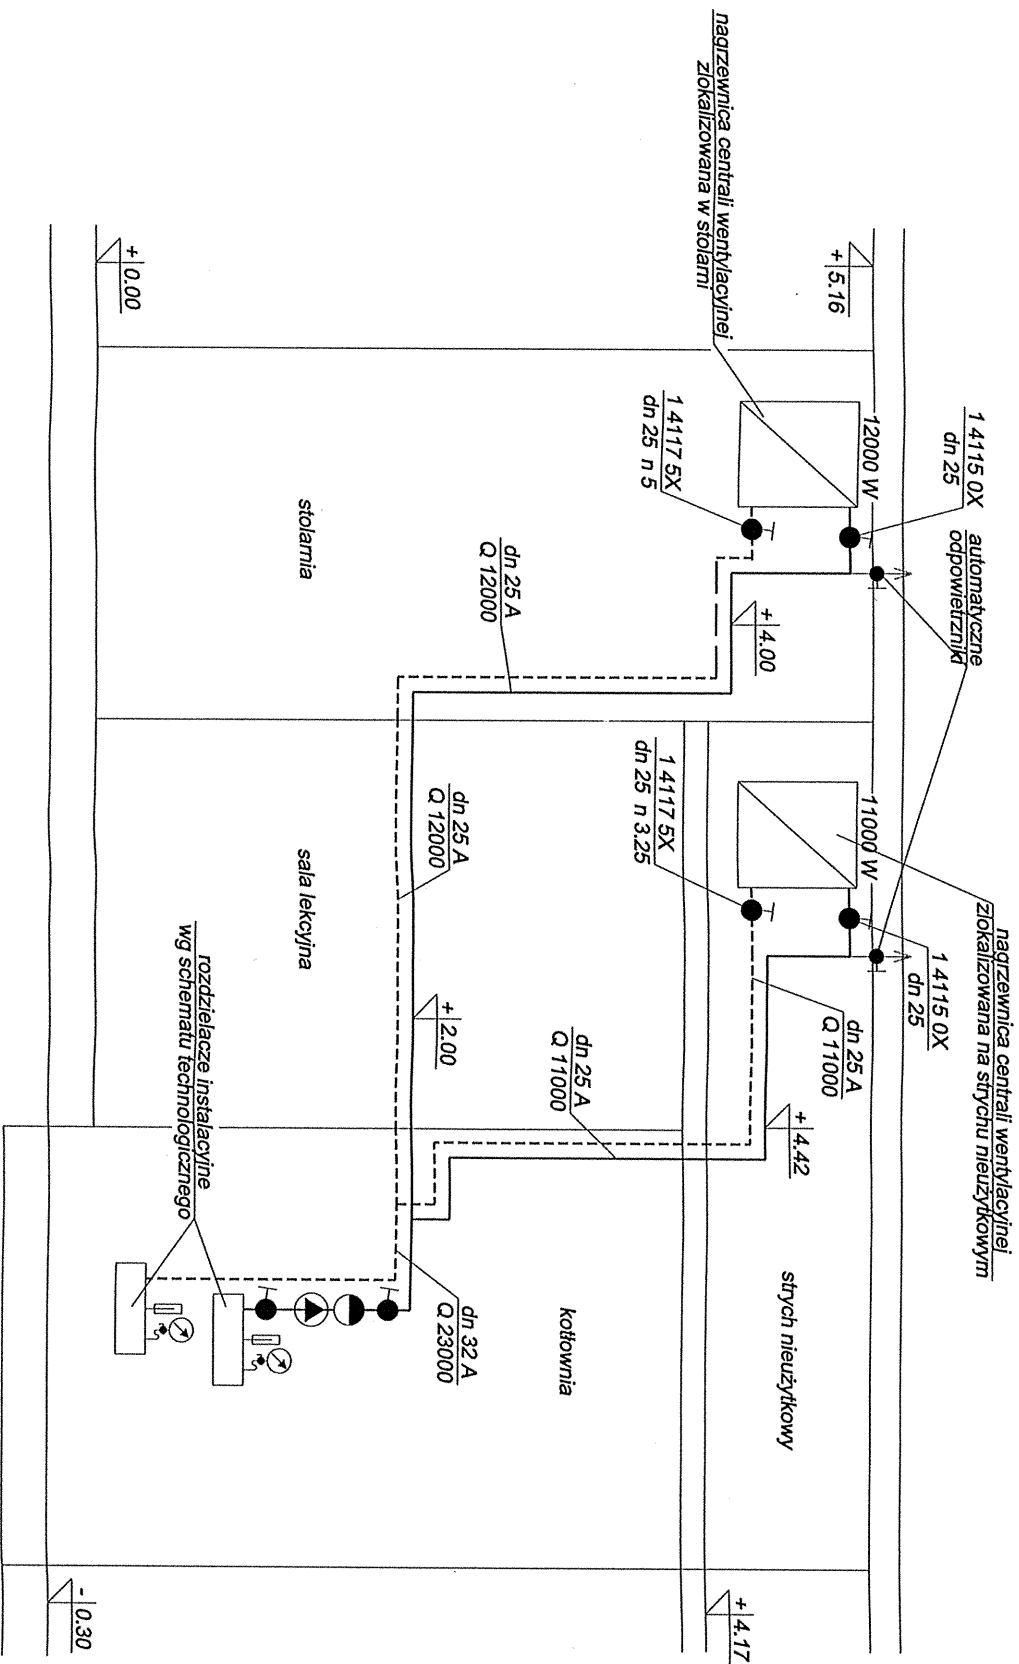 nagrzewnica centrali wentylacyjnej
zlokalizowana na strychu nieużytkowym
1 4115 0X
dn 25
automatyczne
odpowietrzniki
1 4115 0X
dn 25
+ 5.16
12000 W
11000 W
dn 25 A
Q 11000
+ 4.42
strych nieużytkowy
+ 4.17
nagrzewnica centrali wentylacyjnej
zlokalizowana w stolarni
1 4117 5X
dn 25 n 5
+ 4.00
1 4117 5X
dn 25 n 3.25
dn 25 A
Q 11000
kotłownia
dn 25 A
Q 12000
dn 25 A
Q 12000
+ 2.00
dn 32 A
Q 23000
stolarnia
sala lekcyjna
rozdzielacze instalacyjne
wg schematu technologicznego
+ 0.00
- 0.30